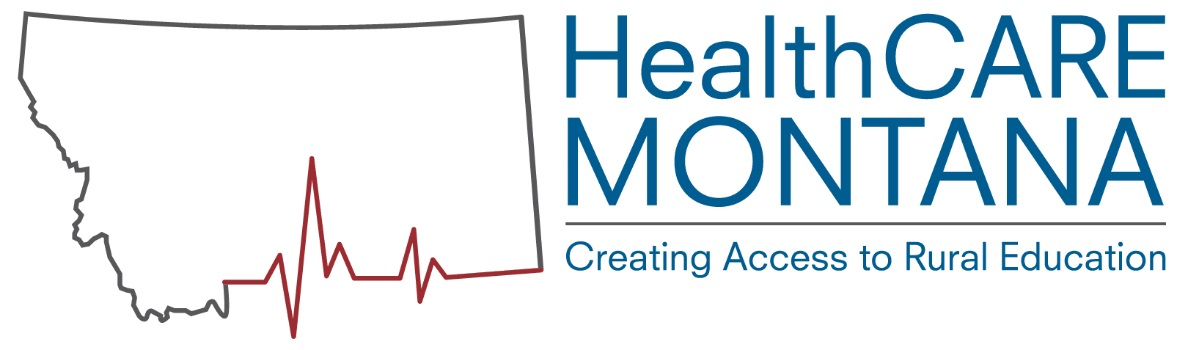 HealthCARE
MONTANA
Creating Access to Rural Education